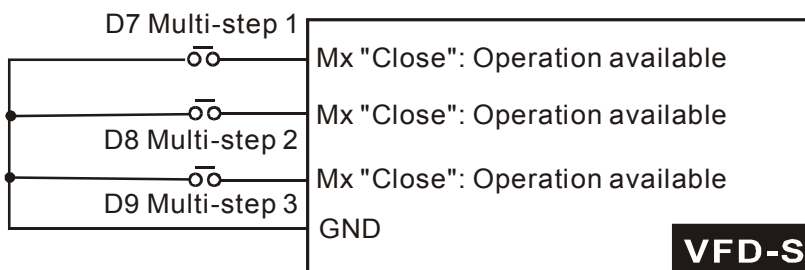 D7 Multi-step 1
Mx "Close": Operation available
Mx "Close": Operation available
D8 Multi-step 2
Mx "Close": Operation available
D9 Multi-step 3
GND
VFD-S